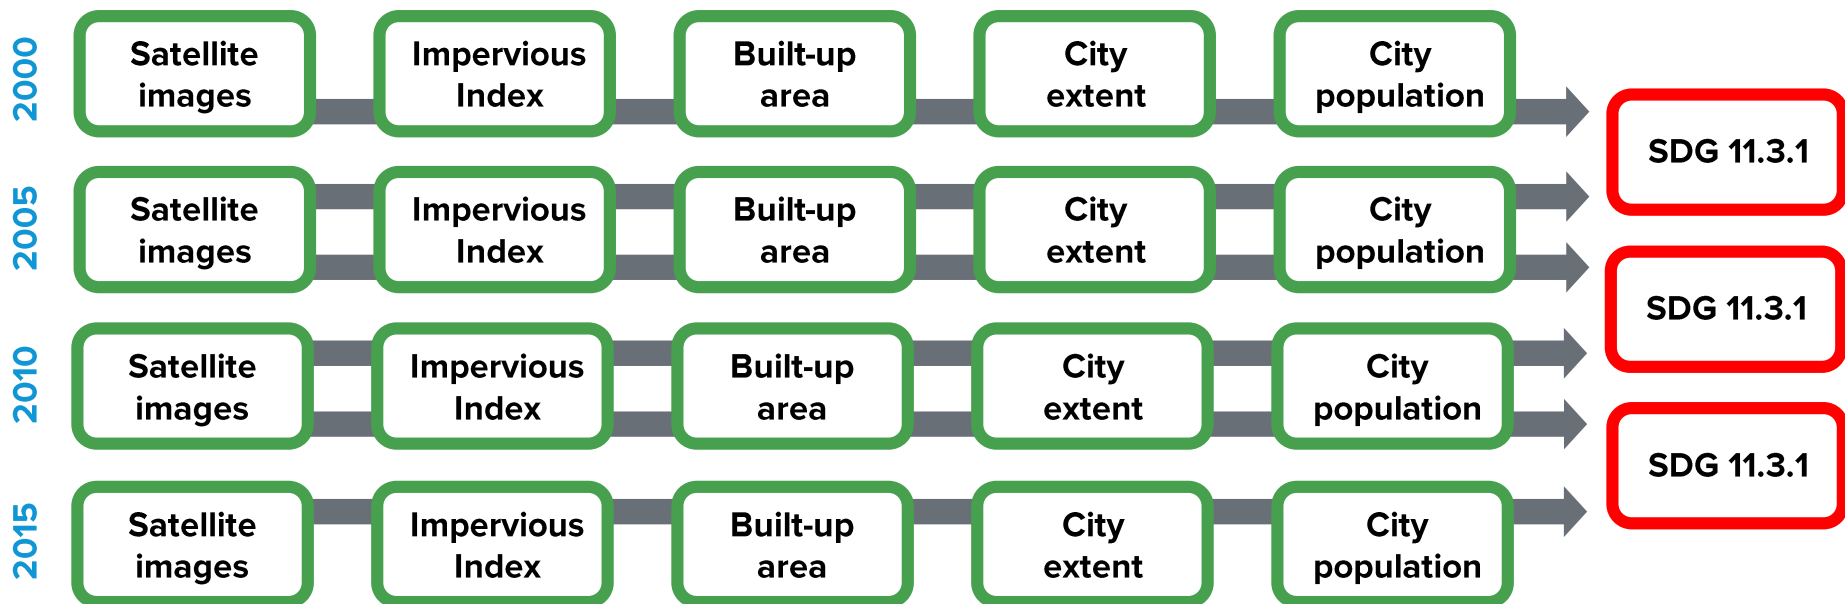 2000
Satellite
images
Impervious
Index
Built-up
area
City
extent
City
population
SDG 11.3.1
2005
Satellite
images
Impervious
Index
Built-up
area
City
extent
City
population
SDG 11.3.1
2010
Satellite
images
Impervious
Index
Built-up
area
City
extent
City
population
SDG 11.3.1
2015
Satellite
images
Impervious
Index
Built-up
area
City
extent
City
population